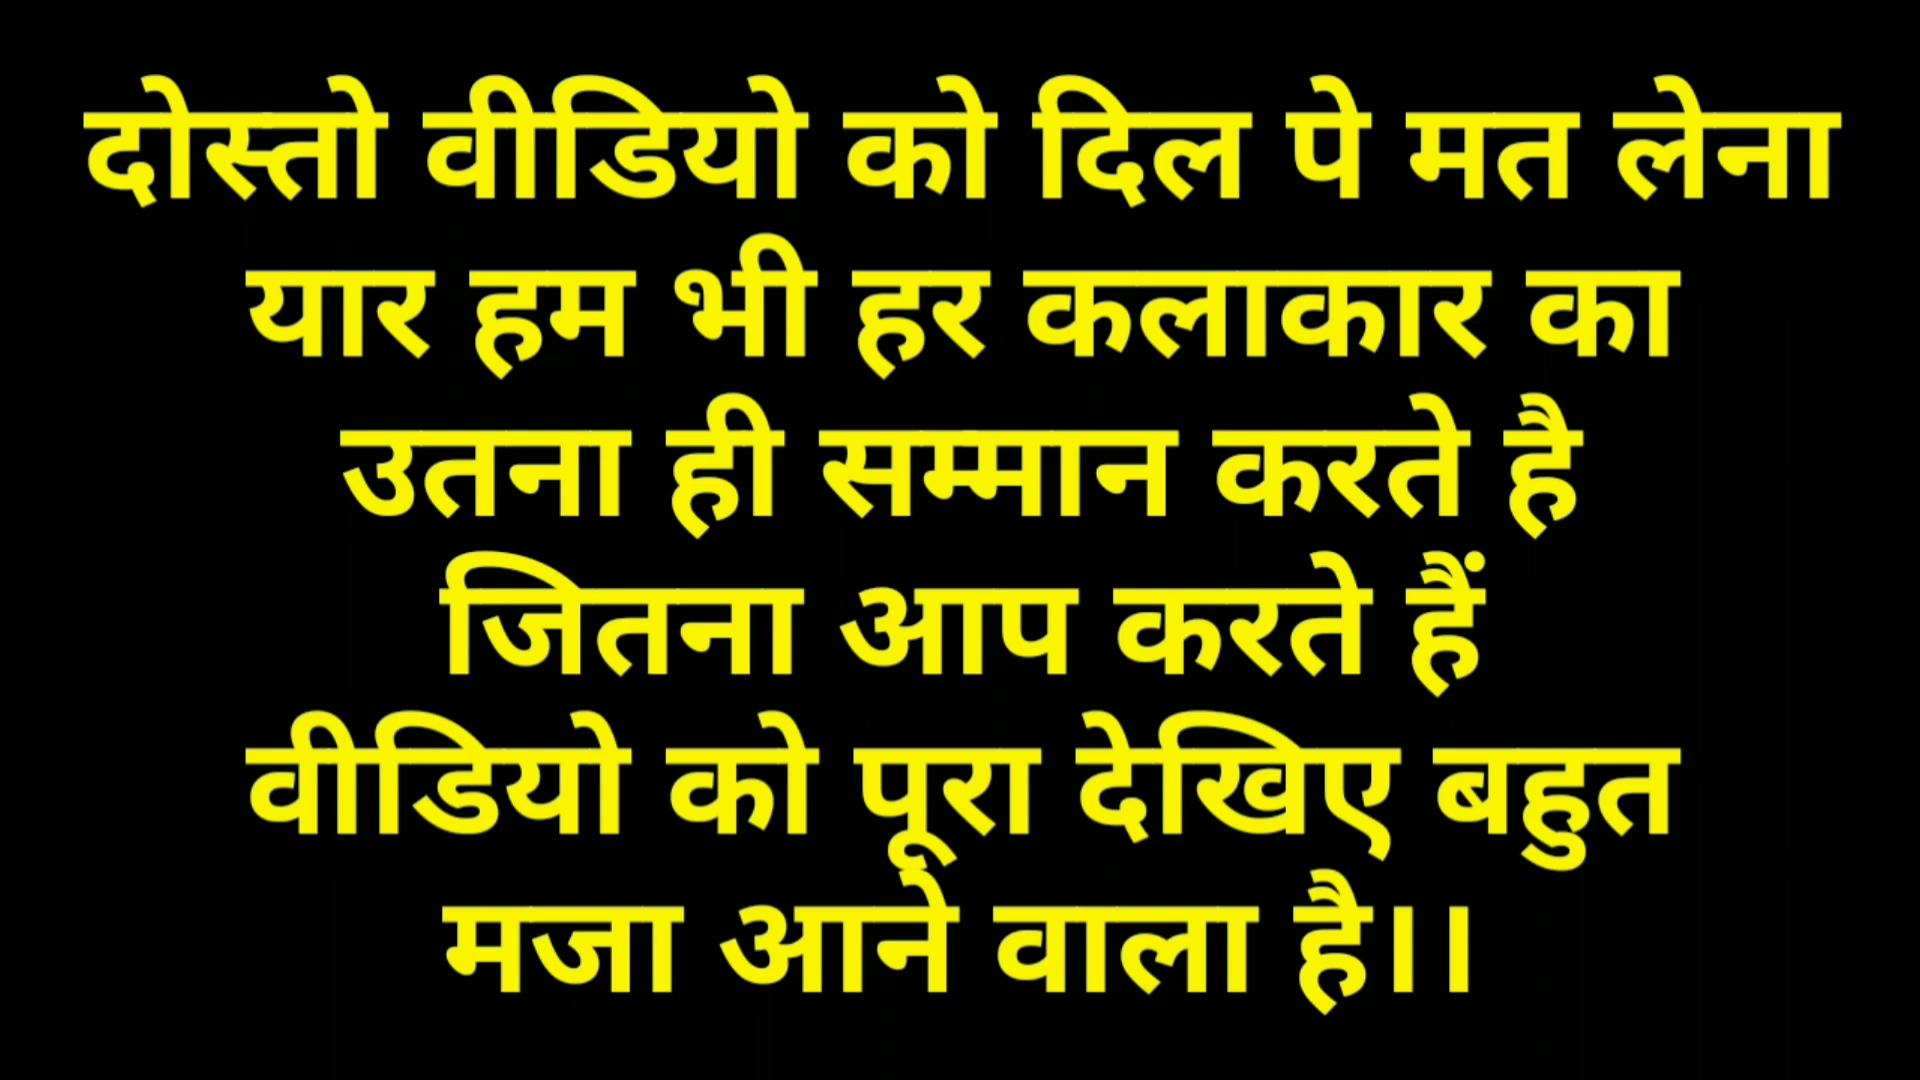 दोस्तो वीडियो को दिल पे मत लेना
यार हम भी हर कलाकार का
उतना ही सम्मान करते है
जितना आप करते हैं
वीडियो को पूरा देखिए बहुत
मजा आने वाला है।।